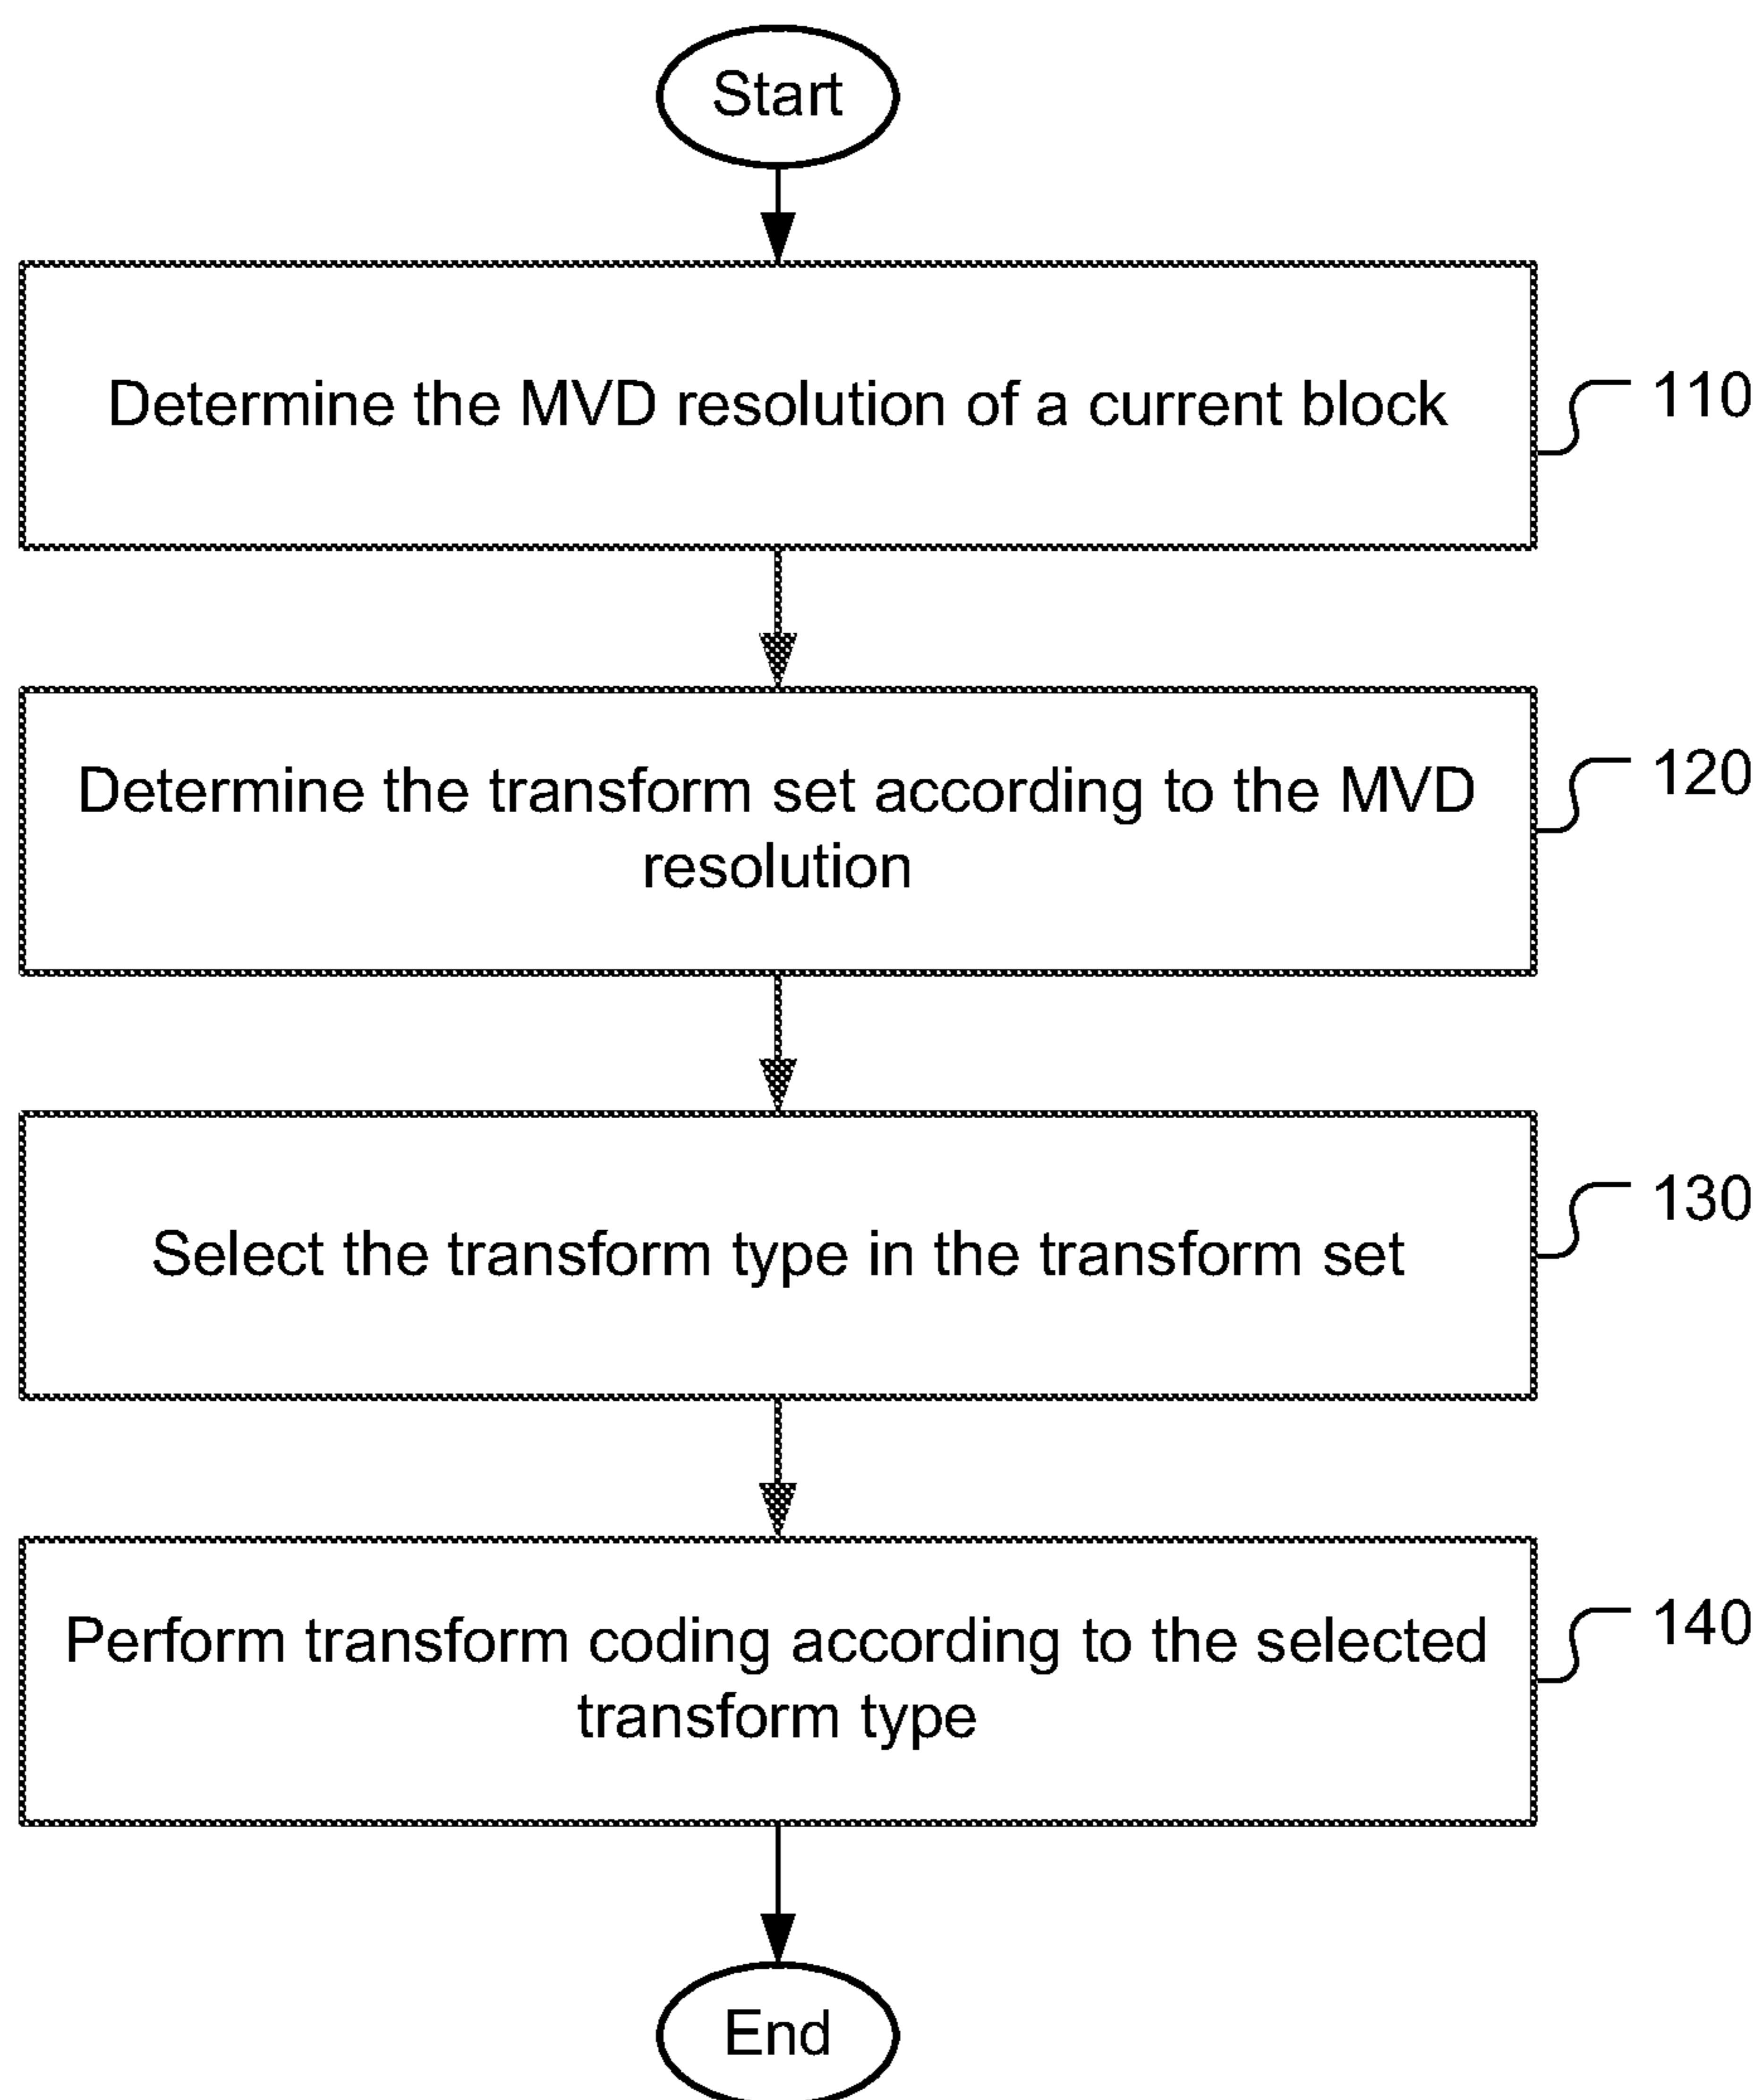 Start
Determine the MVD resolution of a current block
110
Determine the transform set according to the MVD
resolution
120
Select the transform type in the transform set
130
Perform transform coding according to the selected
transform type
140
End